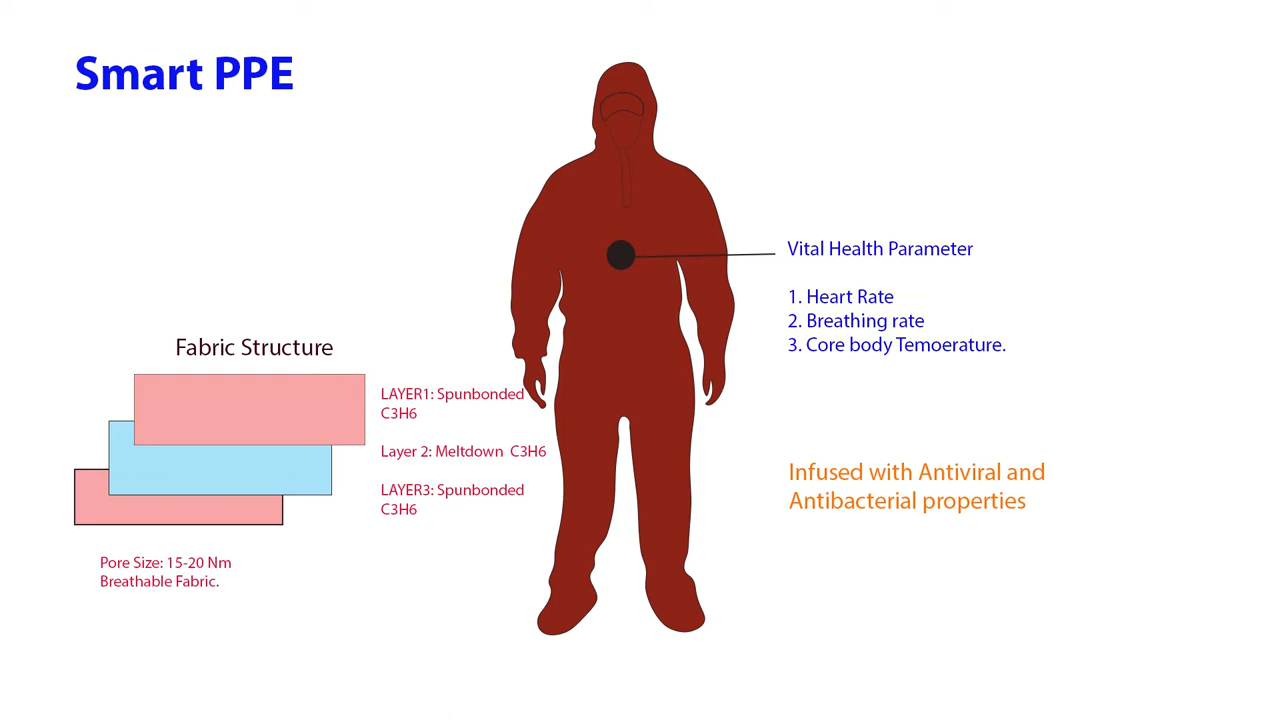 Smart PPE
Vital Health Parameter
1. Heart Rate
2. Breathing rate
3. Core body Temoerature.
Fabric Structure
LAYER1: Spunbonded
C3H6
Layer 2: Meltdown C3H6
LAYER3: Spunbonded
C3H6
Pore Size: 15-20 Nm
Breathable Fabric.
Infused with Antiviral and
Antibacterial properties